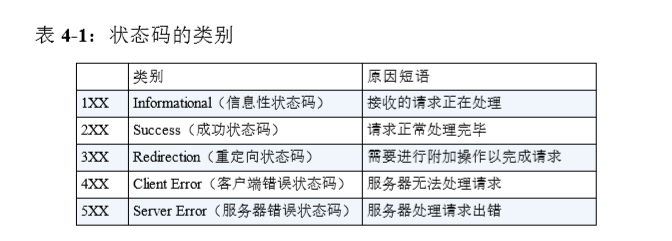 表 4-1：状态码的类别
类别 原因短语
1XX Informational（信息性状态码） 接收的请求正在处理
2XX Success（成功状态码） 请求正常处理完毕
3XX Redirection（重定向状态码） 需要进行附加操作以完成请求
4XX Client Error（客户端错误状态码） 服务器无法处理请求
5XX Server Error（服务器错误状态码） 服务器处理请求出错